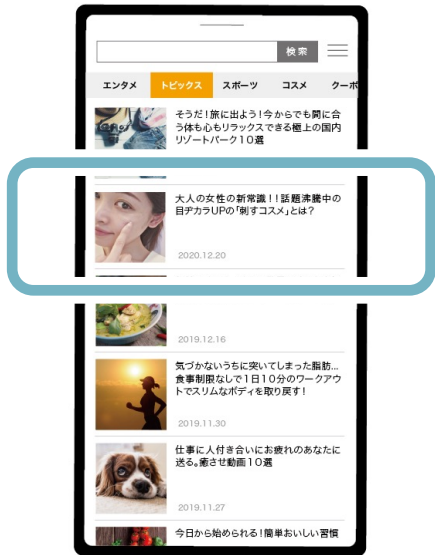 検索
エンタメ トピックス スポーツ コスメ クーポ
そうだ!旅に出よう!今からでも間に合
う体も心もリラックスできる極上の国内
リゾートパーク10選
大人の女性の新常識!!話題沸騰中の
目ヂカラUPの「刺すコスメ」とは?
2020.12.20
2019.12.16
気づかないうちに突いてしまった脂肪...
食事制限なしで1日10分のワークアウ
トでスリムなボディを取り戻す!
2019.11.30
仕事に人付き合いにお疲れのあなたに
送る。癒させ動画10選
2019.11.27
今日から始められる!簡単おいしい習慣